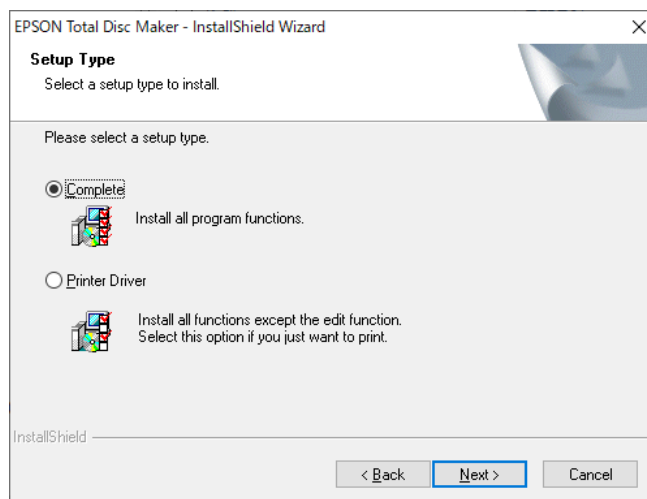 EPSON Total Disc Maker - InstallShield Wizard
Setup Type
Select a setup type to install.
Please select a setup type.
Complete
Install all program functions.
Printer Driver
Install all functions except the edit function.
Select this option if you just want to print.
InstallShield
< Back
Next >
Cancel